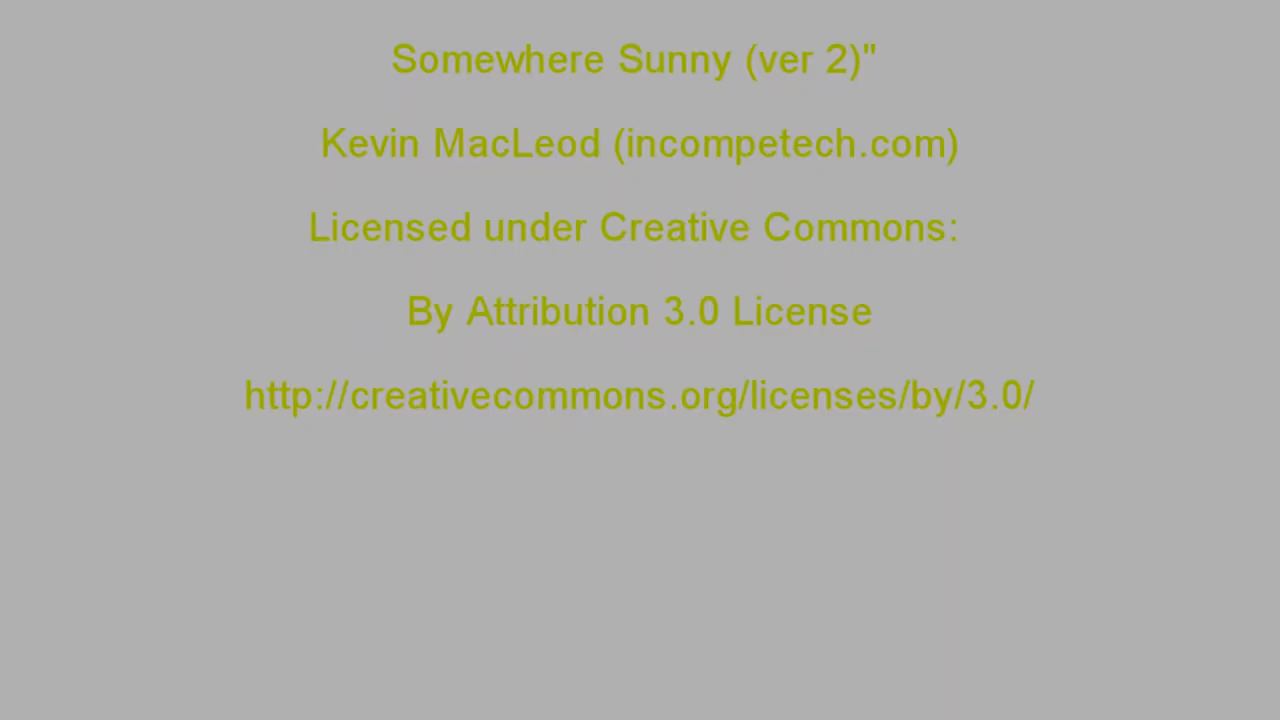 Somewhere Sunny (ver 2)"
Kevin MacLeod (incompetech.com)
Licensed under Creative Commons:
By Attribution 3.0 License
http://creativecommons.org/licenses/by/3.0/